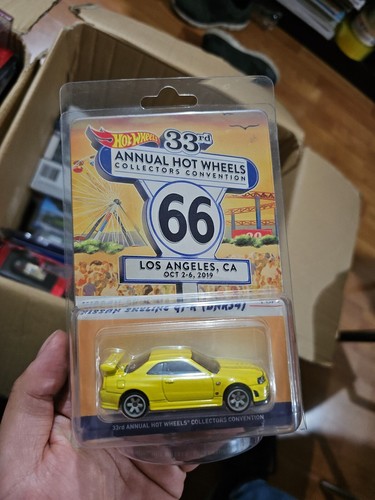 Hot Wheels
33rd
ANNUAL HOT WHEELS
COLLECTORS CONVENTION
66
LOS ANGELES, CA
OCT 2-6, 2019
33rd ANNUAL HOT WHEELS® COLLECTORS CONVENTION